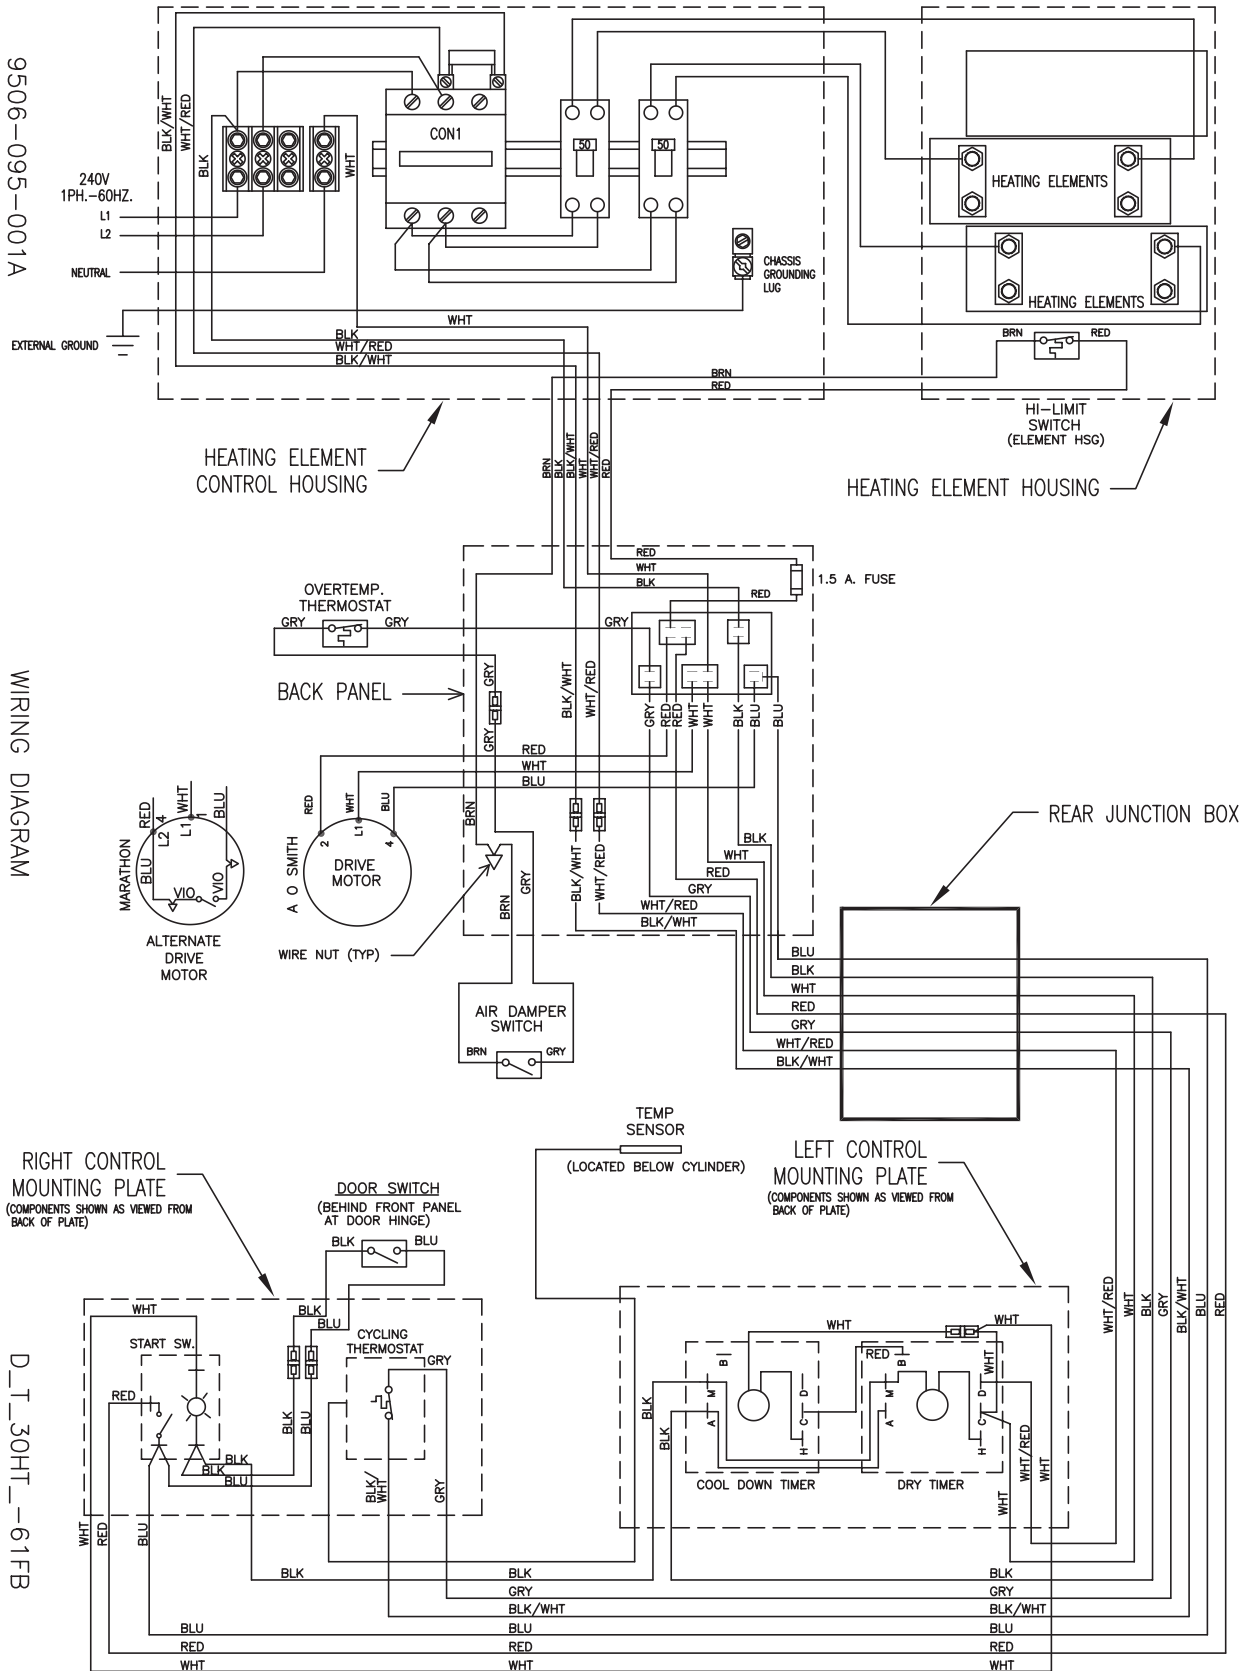 9506-095-001A
WIRING DIAGRAM
D_T_30HT_-61FB
BLK/WHT
WHT/RED
BLK
WHT
CON1
50
50
240V
1PH.-60HZ.
L1
L2
NEUTRAL
EXTERNAL GROUND
CHASSIS
GROUNDING
LUG
HEATING ELEMENTS
HEATING ELEMENTS
WHT
BLK
WHT/RED
BLK/WHT
BRN
RED
BRN
RED
HI-LIMIT
SWITCH
(ELEMENT HSG)
HEATING ELEMENT
CONTROL HOUSING
HEATING ELEMENT HOUSING
BRN
BLK
BLK/WHT
WHT
WHT/RED
RED
RED
WHT
BLK
RED
1.5 A. FUSE
OVERTEMP.
THERMOSTAT
GRY
GRY
GRY
GRY
GRY
BACK PANEL
BLK/WHT
WHT/RED
GRY
RED
RED
WHT
WHT
BLK
BLU
BLU
RED
WHT
BLU
RED
WHT
BLU
2
L1
4
DRIVE
MOTOR
A O SMITH
MARATHON
RED
WHT
BLU
4
L2
L1
1
BLU
VIO
VIO
ALTERNATE
DRIVE
MOTOR
WIRE NUT (TYP)
BRN
BRN
GRY
BLK/WHT
WHT/RED
BLK
WHT
RED
GRY
WHT/RED
BLK/WHT
REAR JUNCTION BOX
BLU
BLK
WHT
RED
GRY
WHT/RED
BLK/WHT
AIR DAMPER
SWITCH
BRN
GRY
TEMP
SENSOR
(LOCATED BELOW CYLINDER)
RIGHT CONTROL
MOUNTING PLATE
(COMPONENTS SHOWN AS VIEWED FROM
BACK OF PLATE)
DOOR SWITCH
(BEHIND FRONT PANEL
AT DOOR HINGE)
BLK
BLU
LEFT CONTROL
MOUNTING PLATE
(COMPONENTS SHOWN AS VIEWED FROM
BACK OF PLATE)
WHT/RED
WHT
BLK
GRY
BLK/WHT
BLU
RED
WHT
START SW.
RED
BLK
BLU
BLK
BLU
BLK
BLK
BLU
CYCLING
THERMOSTAT
GRY
BLK/
WHT
GRY
WHT
RED
BLU
WHT
WHT
RED
WHT
BLK
BLK
B
M
A
D
C
H
B
M
A
D
C
H
COOL DOWN TIMER
DRY TIMER
WHT/RED
WHT
WHT
BLK
BLK
BLK
GRY
GRY
BLK/WHT
BLK/WHT
BLU
BLU
BLU
RED
RED
RED
WHT
WHT
WHT